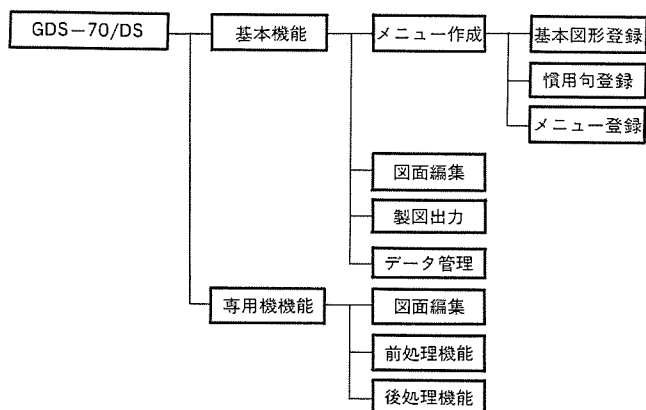 GDS−70/DS
基本機能
メニュー作成
基本図形登録
慣用句登録
メニュー登録
図面編集
製図出力
データ管理
専用機機能
図面編集
前処理機能
後処理機能